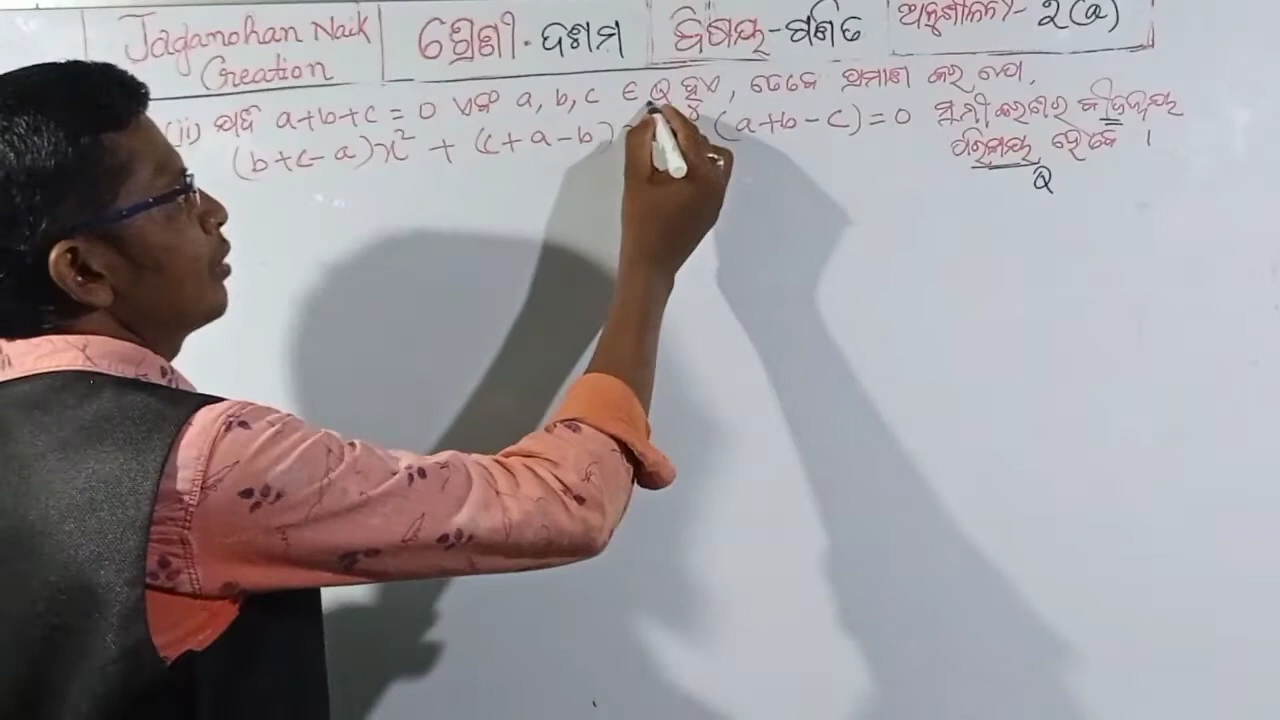 Jagamohan Naik
Creation
ଶ୍ରେଣୀ - ଦଶମ
ବିଷୟ - ଗଣିତ
ଅନୁଶୀଳନୀ - 2(a)
(ii) ଯଦି a+b+c = 0 ଏବଂ a, b, c ∈ Q ହୁଏ, ତେବେ ପ୍ରମାଣ କର ଯେ,
(b+c-a)x² + (c+a-b) (a+b-c) = 0 ସମୀକରଣର ବୀଜଦ୍ୱୟ
ପରିମେୟ ହେବେ ।
Q